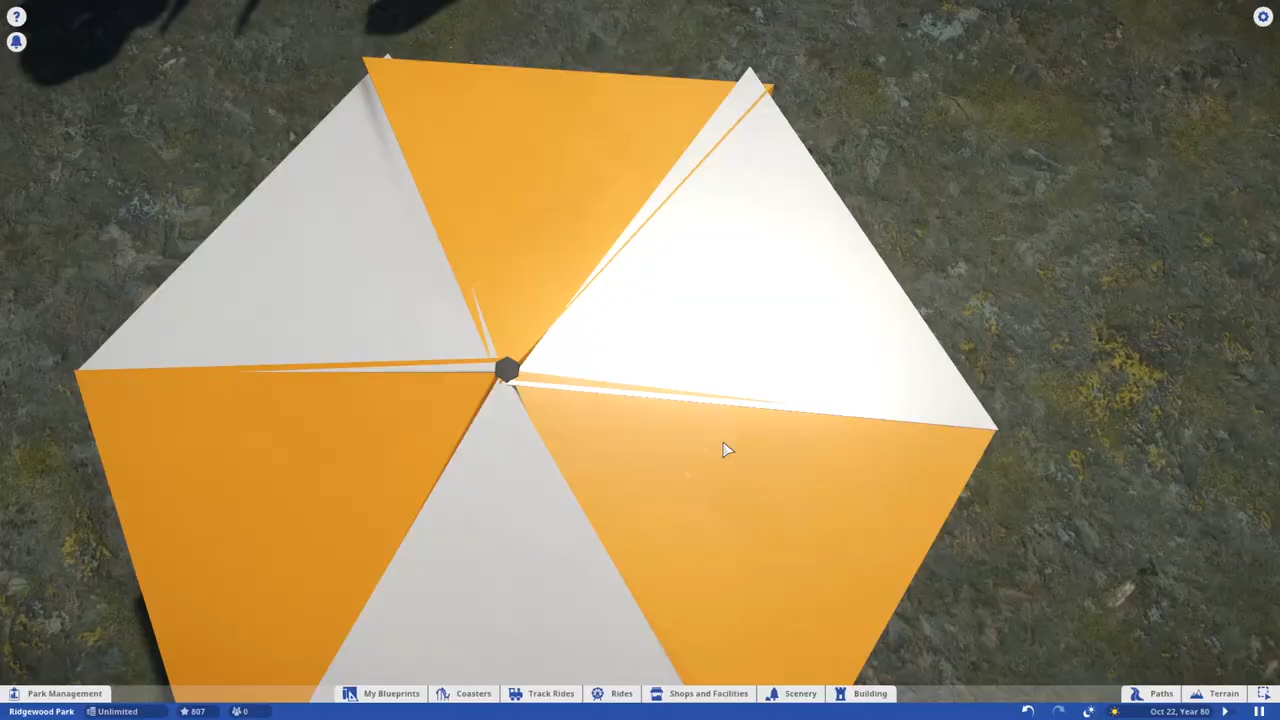 ?
Park Management
My Blueprints
Coasters
Track Rides
Rides
Shops and Facilities
Scenery
Building
Paths
Terrain
Ridgewood Park
Unlimited
807
0
Oct 22, Year 80